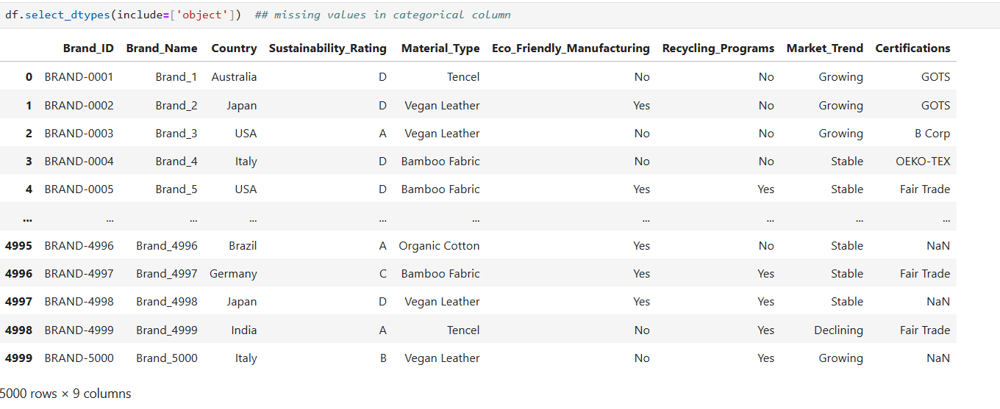 df.select_dtypes(include=['object'])  ## missing values in categorical column
Brand_ID Brand_Name Country Sustainability_Rating Material_Type Eco_Friendly_Manufacturing Recycling_Programs Market_Trend Certifications
0 BRAND-0001 Brand_1 Australia D Tencel No No Growing GOTS
1 BRAND-0002 Brand_2 Japan D Vegan Leather Yes No Growing GOTS
2 BRAND-0003 Brand_3 USA A Vegan Leather No No Growing B Corp
3 BRAND-0004 Brand_4 Italy D Bamboo Fabric No No Stable OEKO-TEX
4 BRAND-0005 Brand_5 USA D Bamboo Fabric Yes Yes Stable Fair Trade
... ... ... ... ... ... ... ... ... ...
4995 BRAND-4996 Brand_4996 Brazil A Organic Cotton Yes No Stable NaN
4996 BRAND-4997 Brand_4997 Germany C Bamboo Fabric Yes Yes Stable Fair Trade
4997 BRAND-4998 Brand_4998 Japan D Vegan Leather Yes Yes Stable NaN
4998 BRAND-4999 Brand_4999 India A Tencel No Yes Declining Fair Trade
4999 BRAND-5000 Brand_5000 Italy B Vegan Leather No Yes Growing NaN
5000 rows × 9 columns